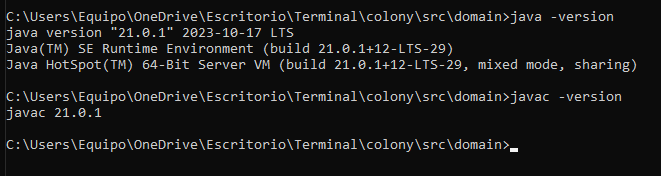 C:\Users\Equipo\OneDrive\Escritorio\Terminal\colony\src\domain>java -version
java version "21.0.1" 2023-10-17 LTS
Java(TM) SE Runtime Environment (build 21.0.1+12-LTS-29)
Java HotSpot(TM) 64-Bit Server VM (build 21.0.1+12-LTS-29, mixed mode, sharing)
C:\Users\Equipo\OneDrive\Escritorio\Terminal\colony\src\domain>javac -version
javac 21.0.1
C:\Users\Equipo\OneDrive\Escritorio\Terminal\colony\src\domain>